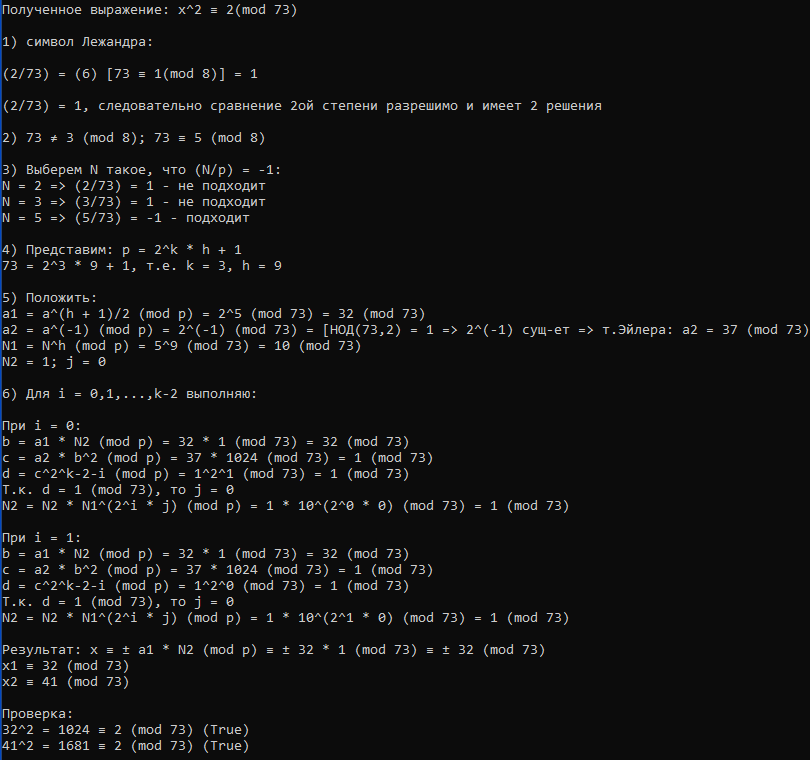 Полученное выражение: x^2 ≡ 2(mod 73)
1) символ Лежандра:
(2/73) = (6) [73 ≡ 1(mod 8)] = 1
(2/73) = 1, следовательно сравнение 2ой степени разрешимо и имеет 2 решения
2) 73 ≠ 3 (mod 8); 73 ≡ 5 (mod 8)
3) Выберем N такое, что (N/p) = -1:
N = 2 => (2/73) = 1 - не подходит
N = 3 => (3/73) = 1 - не подходит
N = 5 => (5/73) = -1 - подходит
4) Представим: p = 2^k * h + 1
73 = 2^3 * 9 + 1, т.е. k = 3, h = 9
5) Положить:
a1 = a^(h + 1)/2 (mod p) = 2^5 (mod 73) = 32 (mod 73)
a2 = a^(-1) (mod p) = 2^(-1) (mod 73) = [НОД(73,2) = 1 => 2^(-1) сущ-ет => т.Эйлера: a2 = 37 (mod 73)
N1 = N^h (mod p) = 5^9 (mod 73) = 10 (mod 73)
N2 = 1; j = 0
6) Для i = 0,1,...,k-2 выполняю:
При i = 0:
b = a1 * N2 (mod p) = 32 * 1 (mod 73) = 32 (mod 73)
c = a2 * b^2 (mod p) = 37 * 1024 (mod 73) = 1 (mod 73)
d = c^2^k-2-i (mod p) = 1^2^1 (mod 73) = 1 (mod 73)
Т.к. d = 1 (mod 73), то j = 0
N2 = N2 * N1^(2^i * j) (mod p) = 1 * 10^(2^0 * 0) (mod 73) = 1 (mod 73)
При i = 1:
b = a1 * N2 (mod p) = 32 * 1 (mod 73) = 32 (mod 73)
c = a2 * b^2 (mod p) = 37 * 1024 (mod 73) = 1 (mod 73)
d = c^2^k-2-i (mod p) = 1^2^0 (mod 73) = 1 (mod 73)
Т.к. d = 1 (mod 73), то j = 0
N2 = N2 * N1^(2^i * j) (mod p) = 1 * 10^(2^1 * 0) (mod 73) = 1 (mod 73)
Результат: x ≡ ± a1 * N2 (mod p) ≡ ± 32 * 1 (mod 73) ≡ ± 32 (mod 73)
x1 ≡ 32 (mod 73)
x2 ≡ 41 (mod 73)
Проверка:
32^2 = 1024 ≡ 2 (mod 73) (True)
41^2 = 1681 ≡ 2 (mod 73) (True)